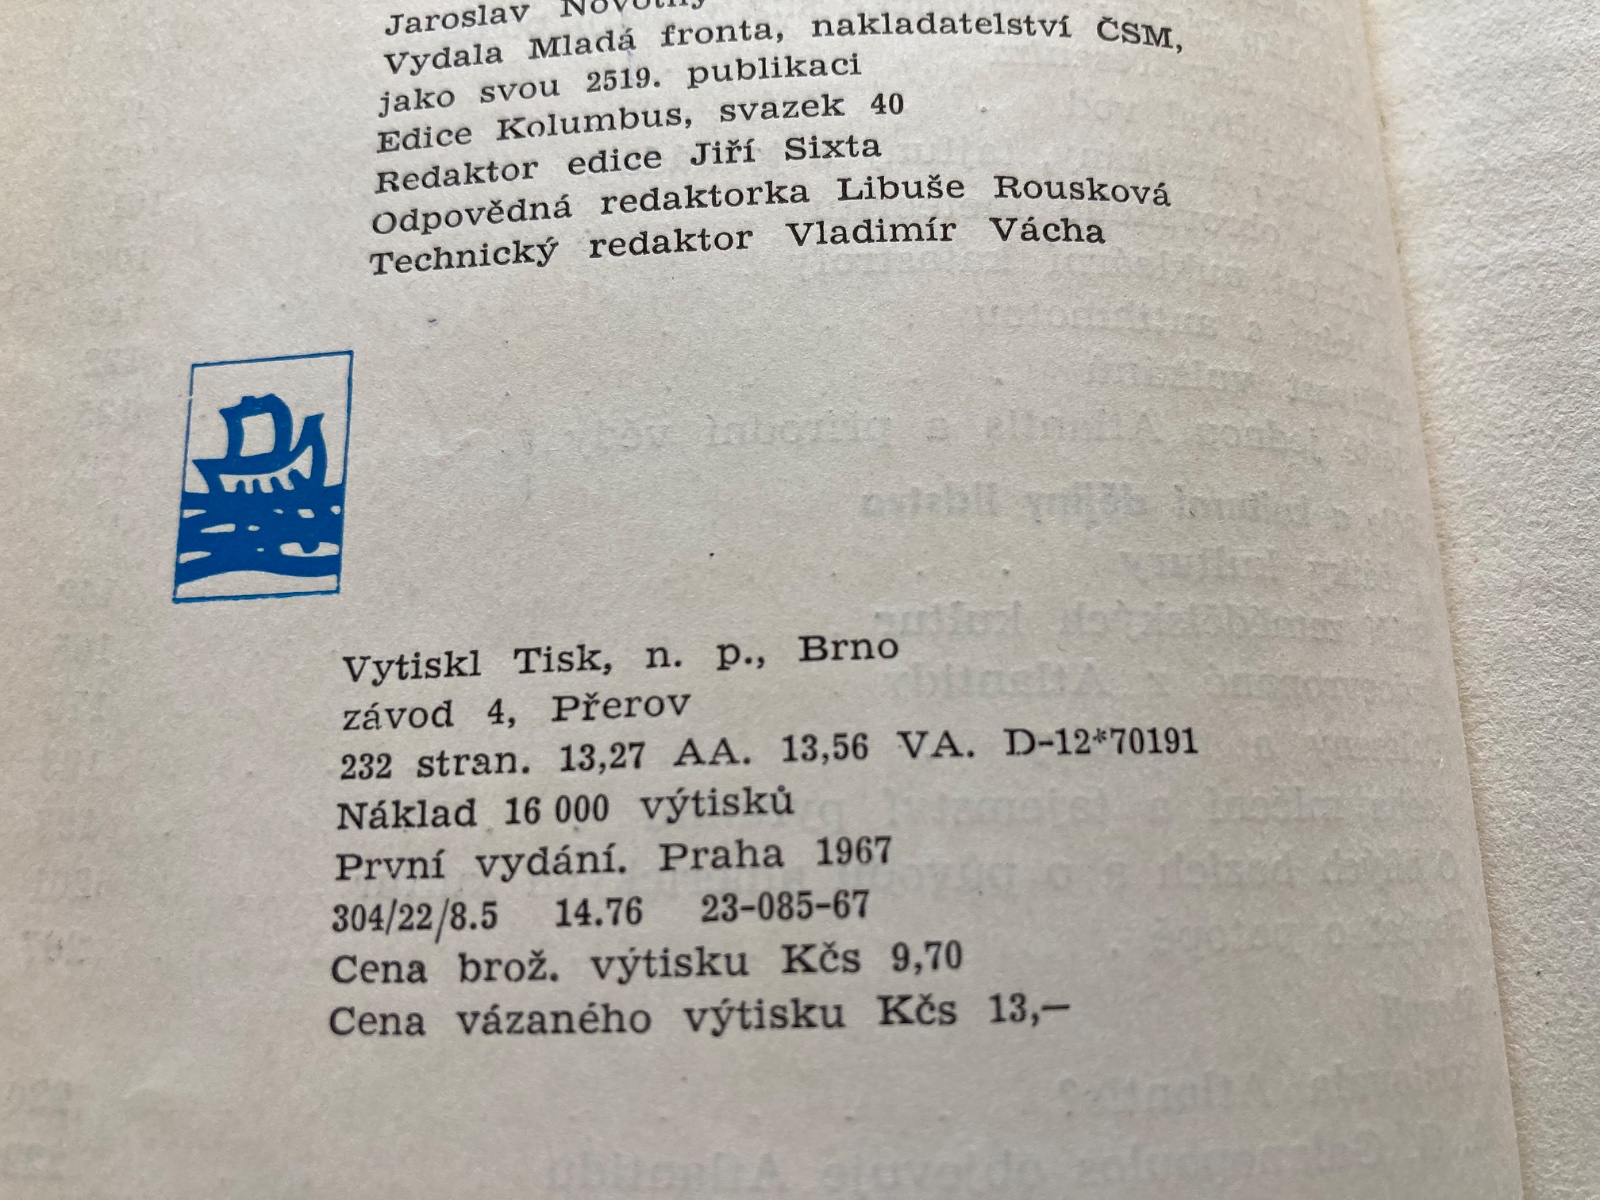 Jaroslav Novotný
Vydala Mladá fronta, nakladatelství ČSM,
jako svou 2519. publikaci
Edice Kolumbus, svazek 40
Redaktor edice Jiří Sixta
Odpovědná redaktorka Libuše Rousková
Technický redaktor Vladimír Vácha
Vytiskl Tisk, n. p., Brno
závod 4, Přerov
232 stran. 13,27 AA. 13,56 VA. D-12*70191
Náklad 16 000 výtisků
První vydání. Praha 1967
304/22/8.5 14.76 23-085-67
Cena brož. výtisku Kčs 9,70
Cena vázaného výtisku Kčs 13,—